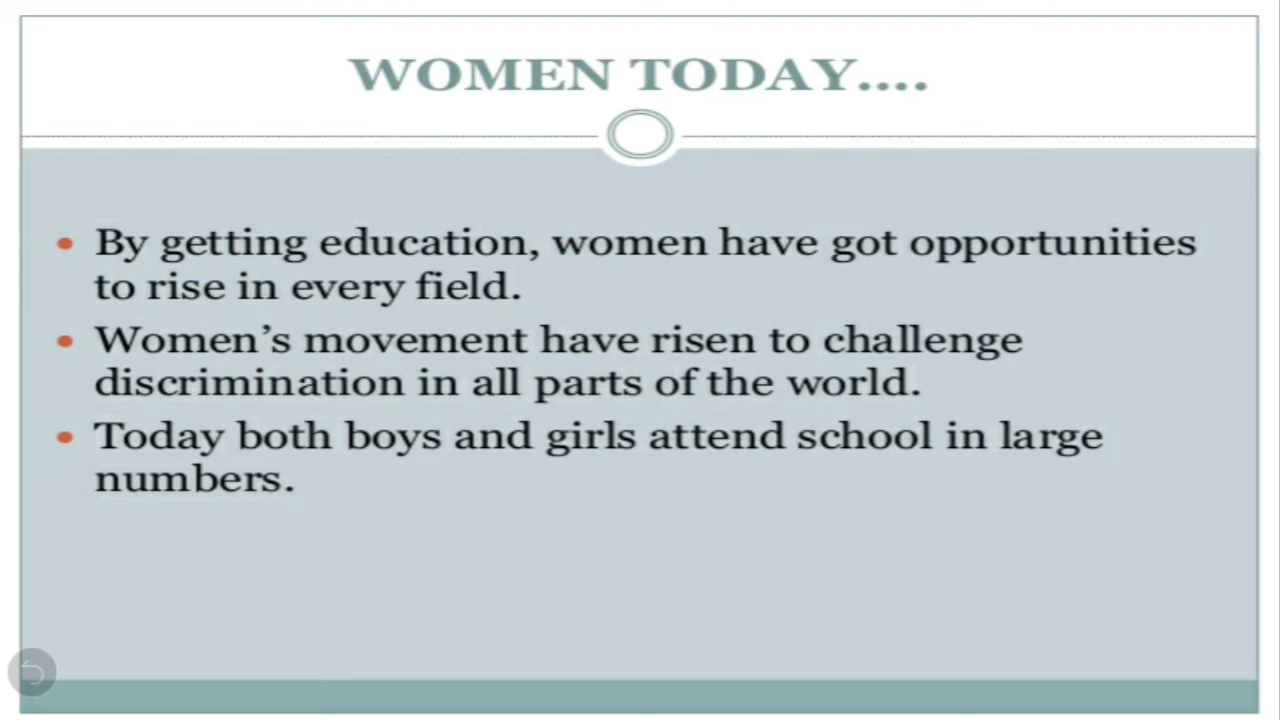 WOMEN TODAY....
• By getting education, women have got opportunities
to rise in every field.
• Women's movement have risen to challenge
discrimination in all parts of the world.
• Today both boys and girls attend school in large
numbers.